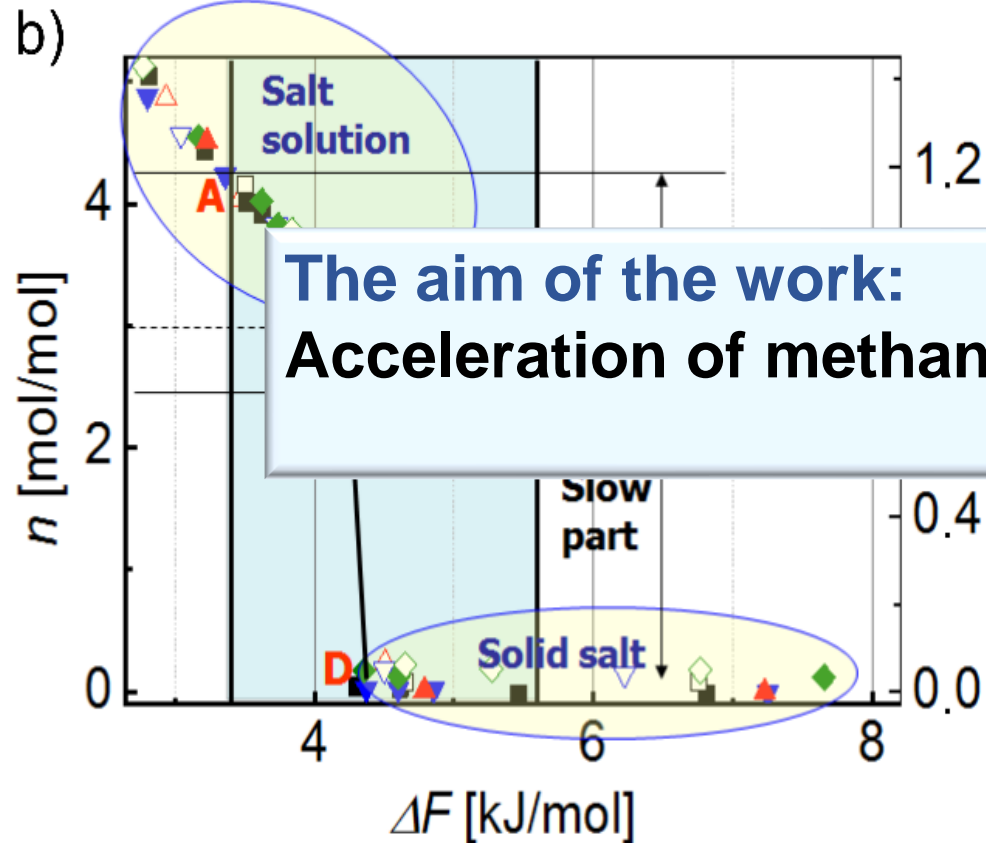 b)
Salt
solution
1.2
4
A
The aim of the work:
Acceleration of methan
n [mol/mol]
2
Slow
part
0.4
D
Solid salt
0
0.0
4
6
8
ΔF [kJ/mol]